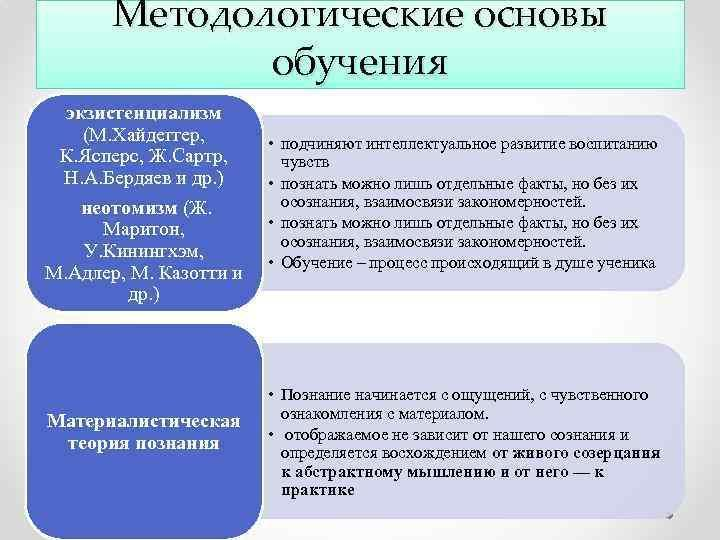 Методологические основы
обучения
экзистенциализм
(М.Хайдеггер,
К.Ясперс, Ж.Сартр,
Н.А.Бердяев и др.)
неотомизм (Ж.
Маритон,
У.Кинингхэм,
М.Адлер, М. Казотти и
др.)
• подчиняют интеллектуальное развитие воспитанию
чувств
• познать можно лишь отдельные факты, но без их
осознания, взаимосвязи закономерностей.
• познать можно лишь отдельные факты, но без их
осознания, взаимосвязи закономерностей.
• Обучение – процесс происходящий в душе ученика
Материалистическая
теория познания
• Познание начинается с ощущений, с чувственного
ознакомления с материалом.
• отображаемое не зависит от нашего сознания и
определяется восхождением от живого созерцания
к абстрактному мышлению и от него — к
практике